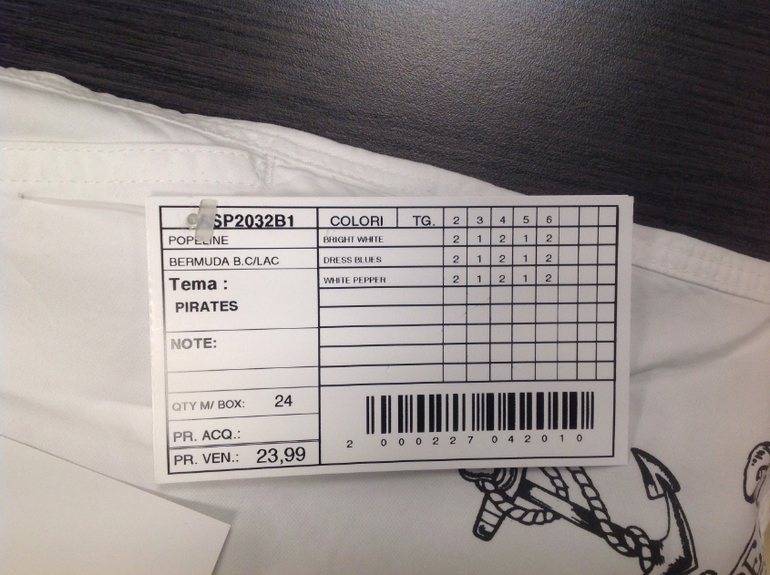 SP2032B1 COLORI TG. 2 3 4 5 6
POPELINE BRIGHT WHITE 2 1 2 1 2
BERMUDA B.C/LAC DRESS BLUES 2 1 2 1 2
Tema : WHITE PEPPER 2 1 2 1 2
PIRATES
NOTE:
QTY M/ BOX: 24
PR. ACQ.:
2 000227 042010
PR. VEN.: 23,99